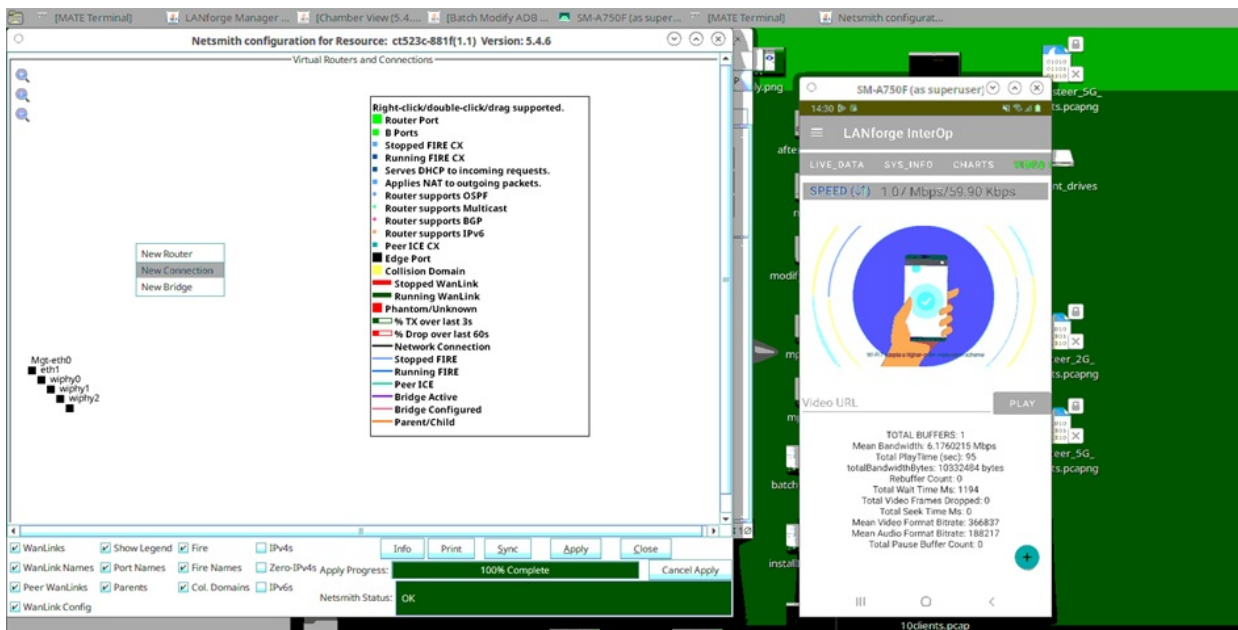 [MATE Terminal]
LANforge Manager ...
[Chamber View (5.4....
[Batch Modify ADB ...
SM-A750F (as super...
[MATE Terminal]
Netsmith configurat...
Netsmith configuration for Resource: ct523c-881f(1.1) Version: 5.4.6
Virtual Routers and Connections
Right-click/double-click/drag supported.
Router Port
B Ports
Stopped FIRE CX
Running FIRE CX
Serves DHCP to incoming requests.
Applies NAT to outgoing packets.
Router supports OSPF
Router supports Multicast
Router supports BGP
Router supports IPv6
Peer ICE CX
Edge Port
Collision Domain
Stopped WanLink
Running WanLink
Phantom/Unknown
% TX over last 3s
% Drop over last 60s
Network Connection
Stopped FIRE
Running FIRE
Peer ICE
Bridge Active
Bridge Configured
Parent/Child
New Router
New Connection
New Bridge
Mgt-eth0
eth1
wiphy0
wiphy1
wiphy2
WanLinks
Show Legend
Fire
IPv4s
Info
Print
Sync
Apply
Close
WanLink Names
Port Names
Fire Names
Zero-IPv4s
Apply Progress:
100% Complete
Cancel Apply
Peer WanLinks
Parents
Col. Domains
IPv6s
Netsmith Status:
OK
WanLink Config
ly.png
afte
modif
mp
batch
install
SM-A750F (as superuser)
14:30
LANforge InterOp
LIVE_DATA
SYS_INFO
CHARTS
VIDEO
SPEED
1.07 Mbps/59.90 Kbps
Video URL
PLAY
TOTAL BUFFERS: 1
Mean Bandwidth: 6.1760215 Mbps
Total PlayTime (sec): 95
totalBandwidthBytes: 10332484 bytes
Rebuffer Count: 0
Total Wait Time Ms: 1194
Total Video Frames Dropped: 0
Total Seek Time Ms: 0
Mean Video Format Bitrate: 366837
Mean Audio Format Bitrate: 188217
Total Pause Buffer Count: 0
steer_5G_
ts.pcapng
nt_drives
teer_2G_
ts.pcapng
teer_5G_
ts.pcapng
10clients.pcap